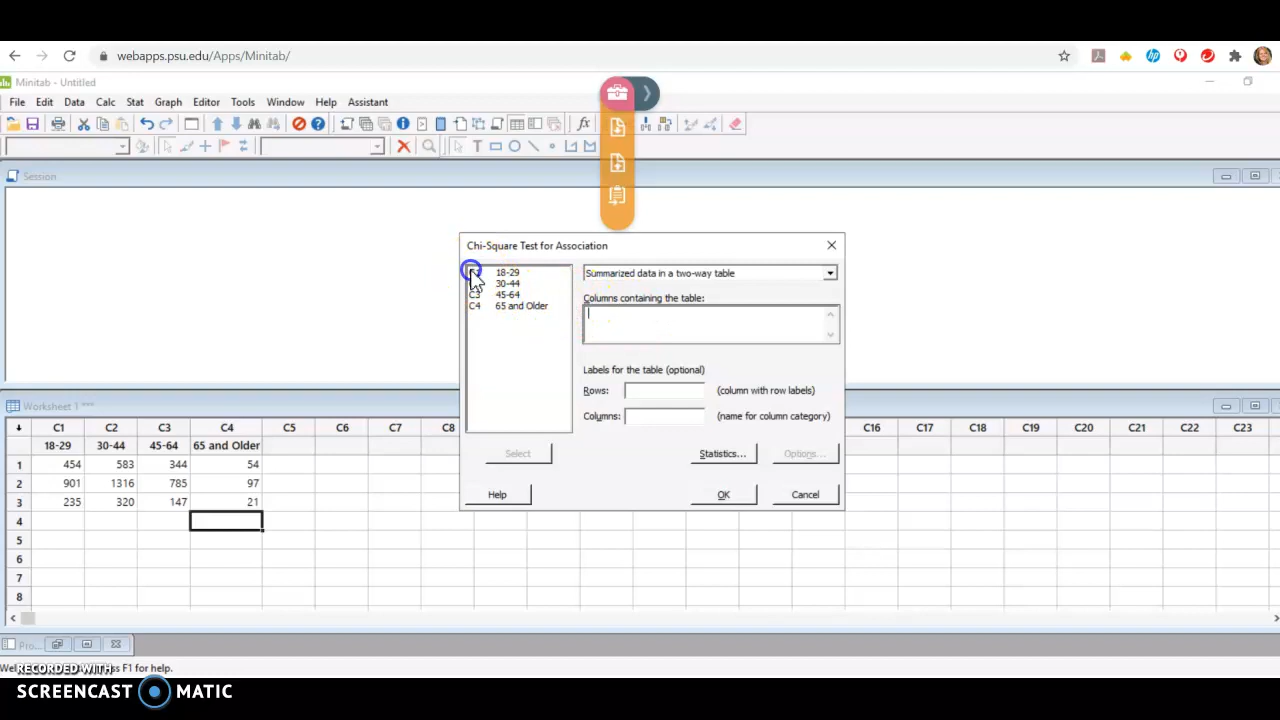 webapps.psu.edu/Apps/Minitab/
Minitab - Untitled
File Edit Data Calc Stat Graph Editor Tools Window Help Assistant
Session
Chi-Square Test for Association
18-29
30-44
C3 45-64
C4 65 and Older
Summarized data in a two-way table
Columns containing the table:
Labels for the table (optional)
Rows: (column with row labels)
Columns: (name for column category)
Select Statistics... Options...
Help OK Cancel
Worksheet 1 ***
C1 C2 C3 C4 C5 C6 C7 C8 C16 C17 C18 C19 C20 C21 C22 C23
18-29 30-44 45-64 65 and Older
1 454 583 344 54
2 901 1316 785 97
3 235 320 147 21
4
5
6
7
8
Pro...
F1 for help.
RECORDED WITH
SCREENCAST MATIC